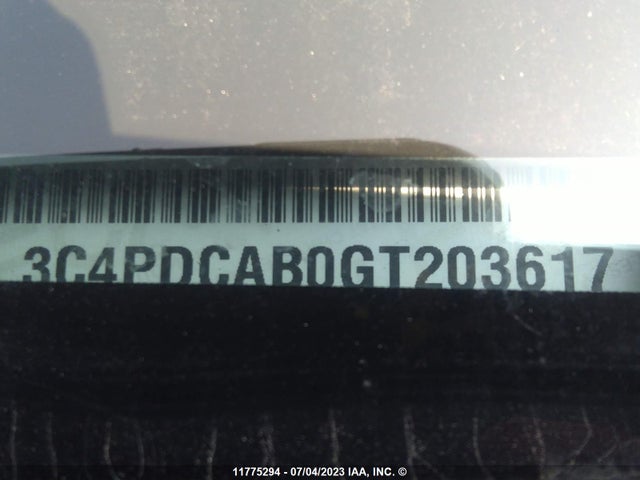 3C4PDCAB0GT203617
11775294 - 07/04/2023 IAA, INC. ©